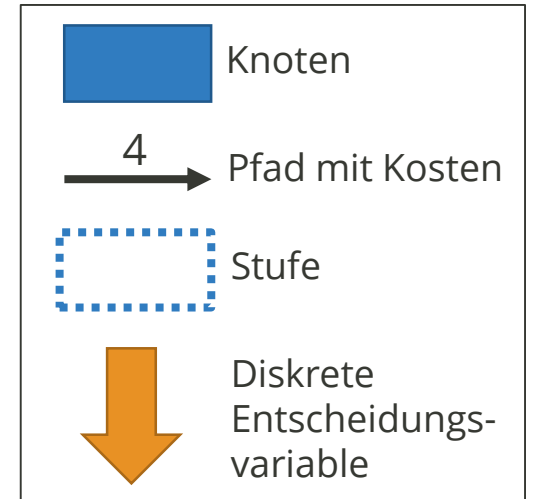 Knoten
4
Pfad mit Kosten
Stufe
Diskrete
Entscheidungs-
variable